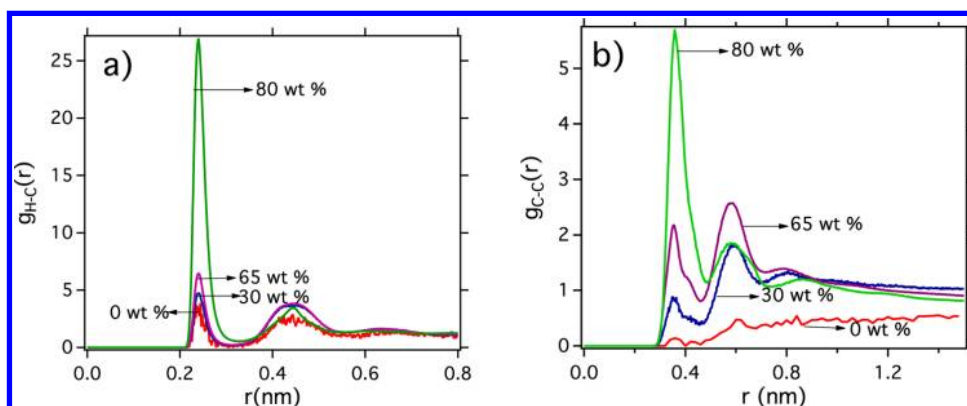 a)
25
20
15
10
5
0
g_H-C(r)
80 wt %
65 wt %
30 wt %
0 wt %
0.0 0.2 0.4 0.6 0.8
r(nm)
b)
5
4
3
2
1
0
g_C-C(r)
80 wt %
65 wt %
30 wt %
0 wt %
0.0 0.4 0.8 1.2
r (nm)